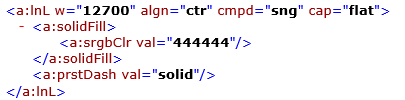 <a:lnL w="12700" algn="ctr" cmpd="sng" cap="flat">
- <a:solidFill>
<a:srgbClr val="444444"/>
</a:solidFill>
<a:prstDash val="solid"/>
</a:lnL>